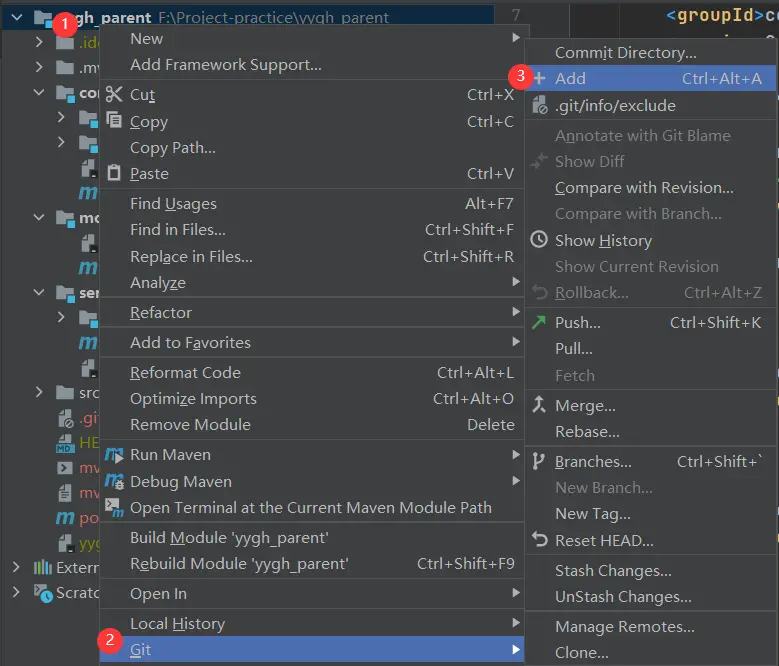 yygh_parent F:\Project-practice\yygh_parent
7
<groupId>c
1
.id
.mv
co
m
mo
m
ser
m
src
.gi
HE
mv
mv
po
yyg
Extern
Scratc
New
Add Framework Support...
Cut Ctrl+X
Copy Ctrl+C
Copy Path...
Paste Ctrl+V
Find Usages Alt+F7
Find in Files... Ctrl+Shift+F
Replace in Files... Ctrl+Shift+R
Analyze
Refactor
Add to Favorites
Reformat Code Ctrl+Alt+L
Optimize Imports Ctrl+Alt+O
Remove Module Delete
Run Maven
Debug Maven
Open Terminal at the Current Maven Module Path
Build Module 'yygh_parent'
Rebuild Module 'yygh_parent' Ctrl+Shift+F9
Open In
Local History
2
Git
Commit Directory...
3
Add Ctrl+Alt+A
.git/info/exclude
Annotate with Git Blame
Show Diff
Compare with Revision...
Compare with Branch...
Show History
Show Current Revision
Rollback... Ctrl+Alt+Z
Push... Ctrl+Shift+K
Pull...
Fetch
Merge...
Rebase...
Branches... Ctrl+Shift+`
New Branch...
New Tag...
Reset HEAD...
Stash Changes...
UnStash Changes...
Manage Remotes...
Clone...